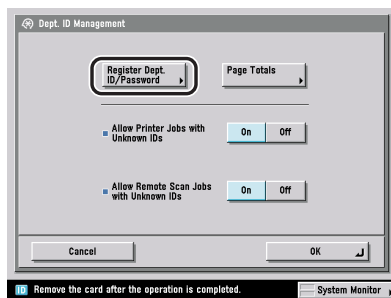 Dept. ID Management
Register Dept.
ID/Password
Page Totals
Allow Printer Jobs with
Unknown IDs
On Off
Allow Remote Scan Jobs
with Unknown IDs
On Off
Cancel
OK
ID Remove the card after the operation is completed.
System Monitor